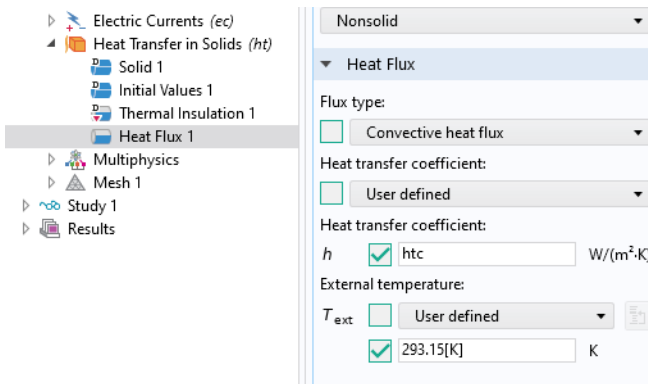 Electric Currents (ec)
Heat Transfer in Solids (ht)
Solid 1
Initial Values 1
Thermal Insulation 1
Heat Flux 1
Multiphysics
Mesh 1
Study 1
Results
Nonsolid
Heat Flux
Flux type:
Convective heat flux
Heat transfer coefficient:
User defined
Heat transfer coefficient:
h htc W/(m²·K)
External temperature:
T ext User defined
293.15[K] K